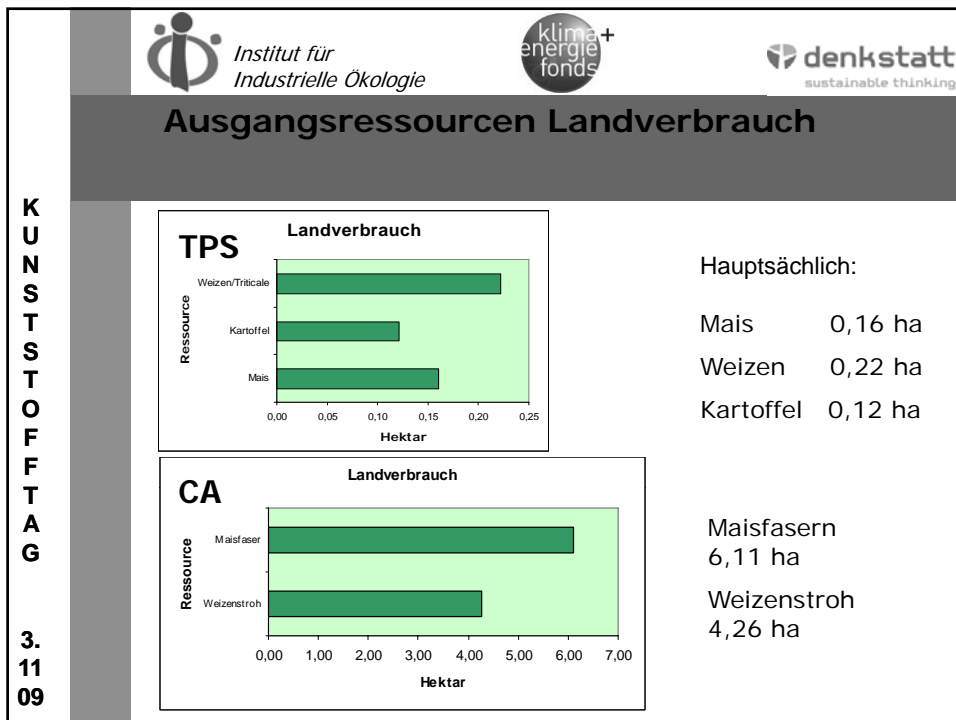 Institut für
Industrielle Ökologie
klima+
energie
fonds
denkstatt
sustainable thinking
Ausgangsressourcen Landverbrauch
K
U
N
S
T
S
T
O
F
F
T
A
G
3.
11
09
TPS
Landverbrauch
Ressource
Weizen/Triticale
Kartoffel
Mais
0,00 0,05 0,10 0,15 0,20 0,25
Hektar
Hauptsächlich:
Mais 0,16 ha
Weizen 0,22 ha
Kartoffel 0,12 ha
CA
Landverbrauch
Ressource
Maisfaser
Weizenstroh
0,00 1,00 2,00 3,00 4,00 5,00 6,00 7,00
Hektar
Maisfasern
6,11 ha
Weizenstroh
4,26 ha